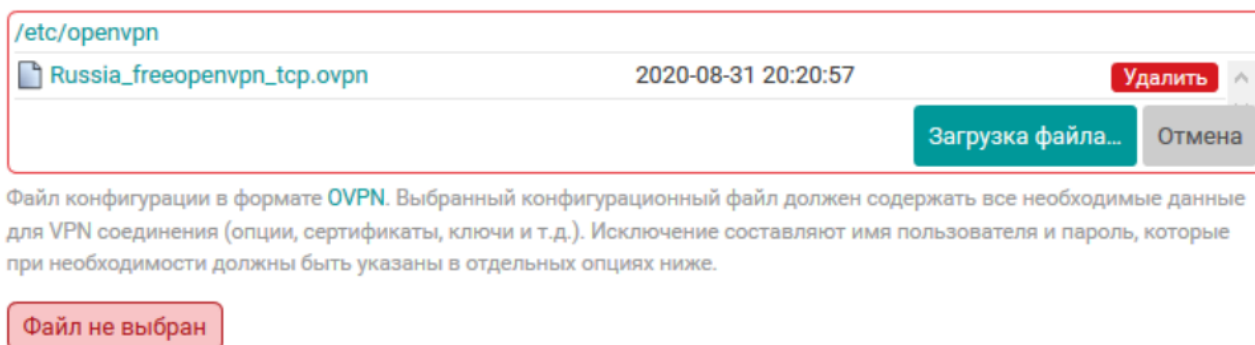 /etc/openvpn
Russia_freeopenvpn_tcp.ovpn 2020-08-31 20:20:57 Удалить
Загрузка файла... Отмена
Файл конфигурации в формате OVPN. Выбранный конфигурационный файл должен содержать все необходимые данные
для VPN соединения (опции, сертификаты, ключи и т.д.). Исключение составляют имя пользователя и пароль, которые
при необходимости должны быть указаны в отдельных опциях ниже.
Файл не выбран